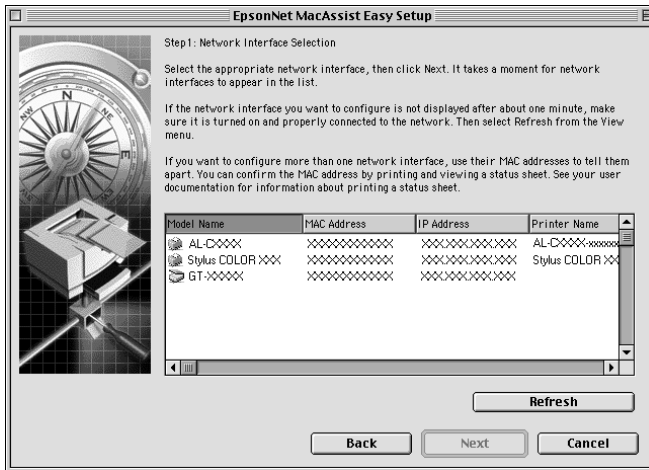 EpsonNet MacAssist Easy Setup
Step1: Network Interface Selection
Select the appropriate network interface, then click Next. It takes a moment for network
interfaces to appear in the list.
If the network interface you want to configure is not displayed after about one minute, make
sure it is turned on and properly connected to the network. Then select Refresh from the View
menu.
If you want to configure more than one network interface, use their MAC addresses to tell them
apart. You can confirm the MAC address by printing and viewing a status sheet. See your user
documentation for information about printing a status sheet.
N
NE
E
NW
SW
Model Name MAC Address IP Address Printer Name
AL-CXXXX XXXXXXXXXXXX XXX.XXX.XXX.XXX AL-CXXXX-xxxxxx
Stylus COLOR XXX XXXXXXXXXXXX XXX.XXX.XXX.XXX Stylus COLOR XX
GT-XXXXX XXXXXXXXXXXX XXX.XXX.XXX.XXX
Refresh
Back Next Cancel